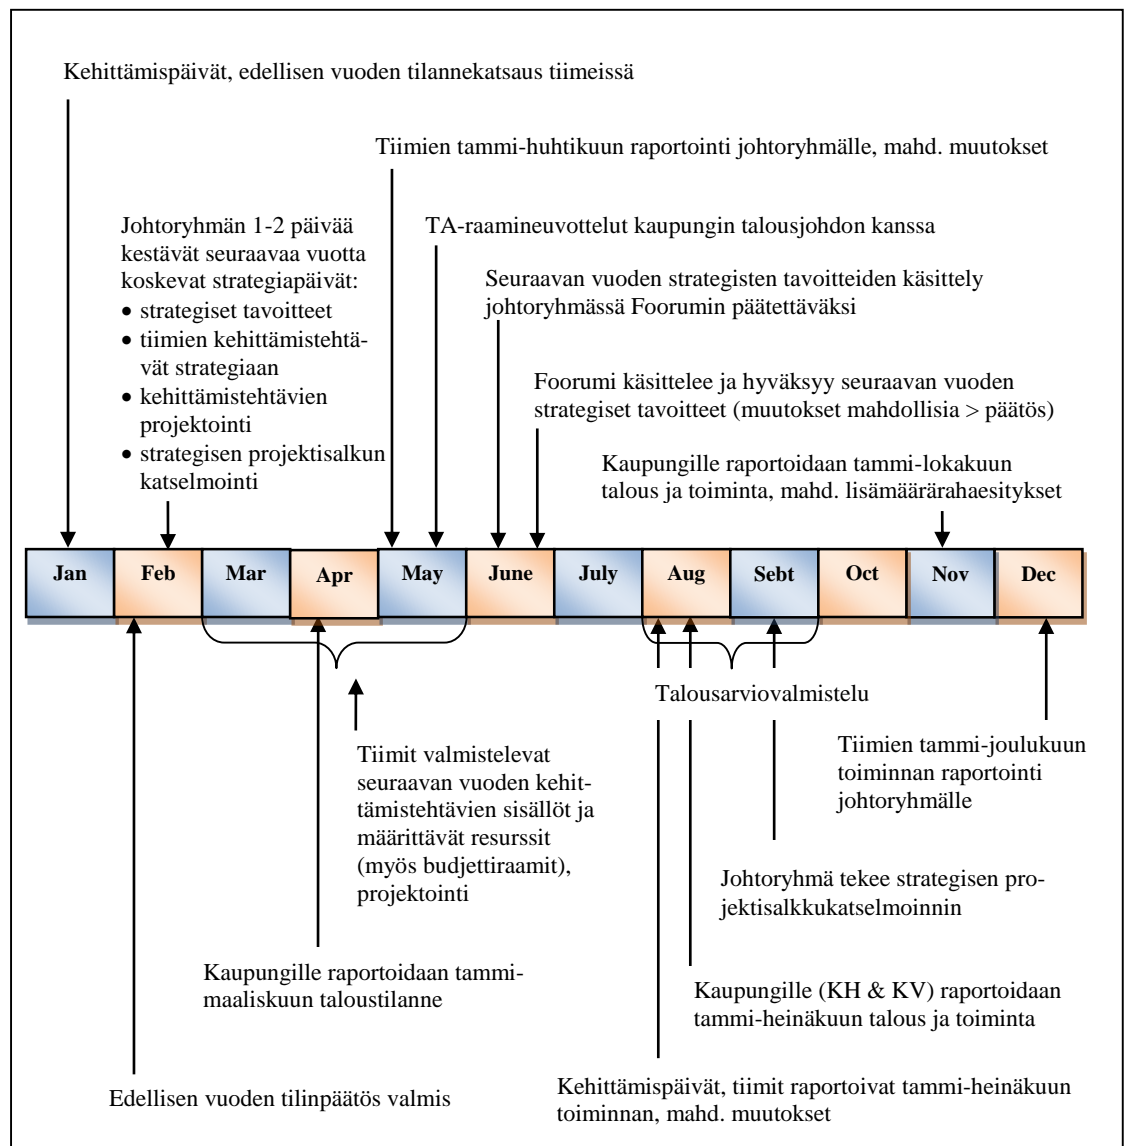 Kehittämispäivät, edellisen vuoden tilannekatsaus tiimeissä
Tiimien tammi-huhtikuun raportointi johtoryhmälle, mahd. muutokset
Johtoryhmän 1-2 päivää
kestävät seuraavaa vuotta
koskevat strategiapäivät:
• strategiset tavoitteet
• tiimien kehittämistehtä-
vät strategiaan
• kehittämistehtävien
projektointi
• strategisen projektisalkun
katselmointi
TA-raamineuvottelut kaupungin talousjohdon kanssa
Seuraavan vuoden strategisten tavoitteiden käsittely
johtoryhmässä Foorumin päätettäväksi
Foorumi käsittelee ja hyväksyy seuraavan vuoden
strategiset tavoitteet (muutokset mahdollisia > päätös)
Kaupungille raportoidaan tammi-lokakuun
talous ja toiminta, mahd. lisämäärärahaesitykset
Jan Feb Mar Apr May June July Aug Sebt Oct Nov Dec
Talousarviovalmistelu
Tiimit valmistelevat
seuraavan vuoden kehit-
tämistehtävien sisällöt ja
määrittävät resurssit
(myös budjettiraamit),
projektointi
Tiimien tammi-joulukuun
toiminnan raportointi
johtoryhmälle
Johtoryhmä tekee strategisen pro-
jektisalkkukatselmoinnin
Kaupungille raportoidaan tammi-
maaliskuun taloustilanne
Kaupungille (KH & KV) raportoidaan
tammi-heinäkuun talous ja toiminta
Edellisen vuoden tilinpäätös valmis
Kehittämispäivät, tiimit raportoivat tammi-heinäkuun
toiminnan, mahd. muutokset